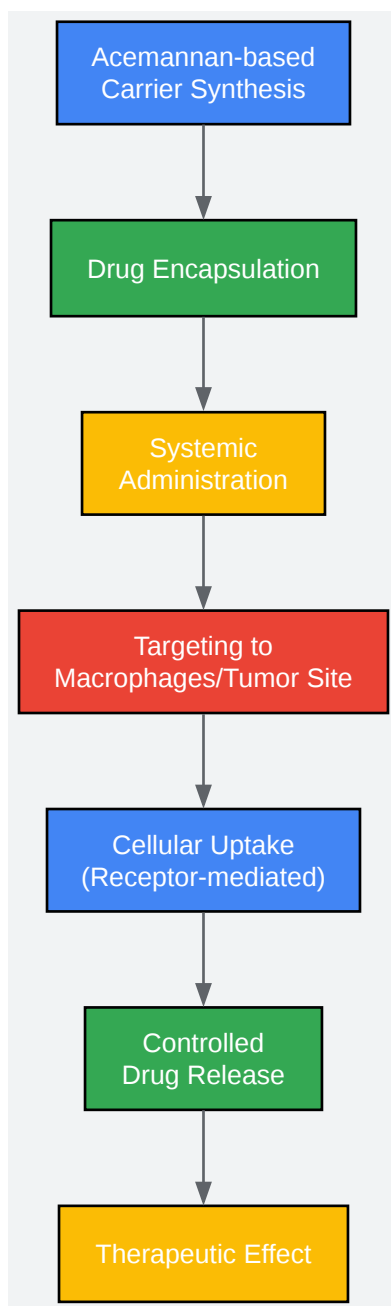 Acemannan-based
Carrier Synthesis
Drug Encapsulation
Systemic
Administration
Targeting to
Macrophages/Tumor Site
Cellular Uptake
(Receptor-mediated)
Controlled
Drug Release
Therapeutic Effect